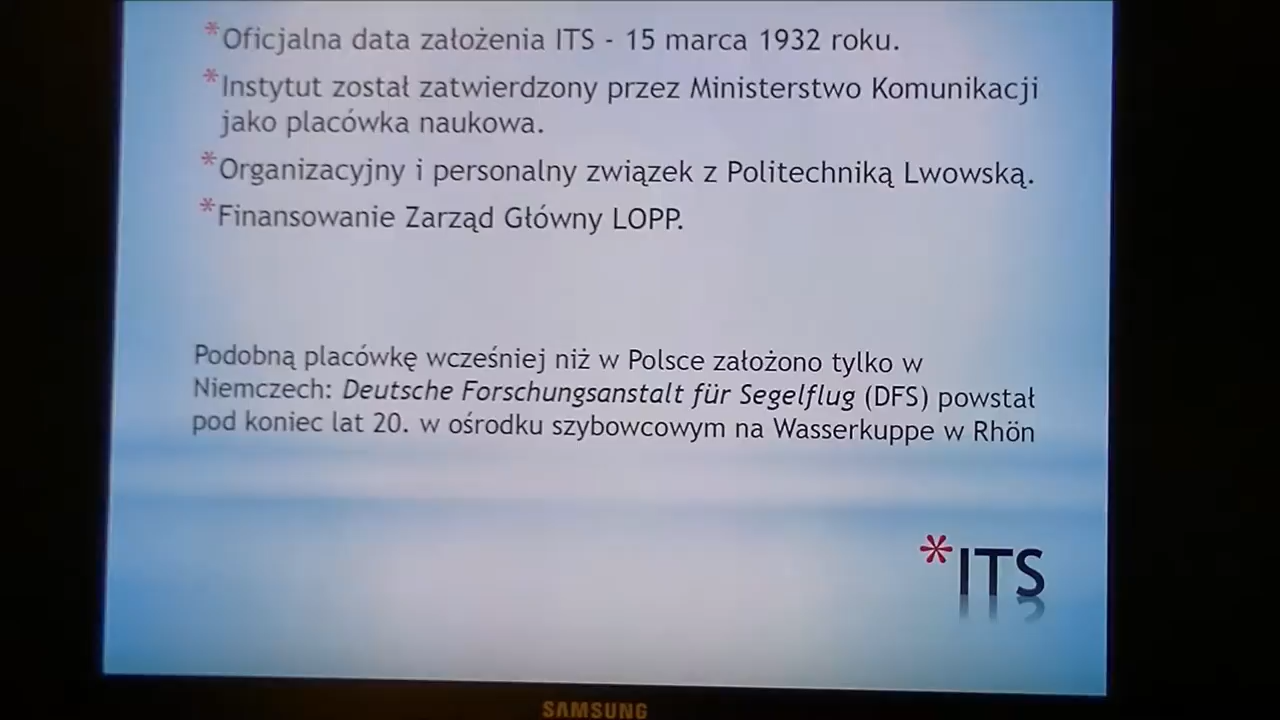 *Oficjalna data założenia ITS - 15 marca 1932 roku.
*Instytut został zatwierdzony przez Ministerstwo Komunikacji
jako placówka naukowa.
*Organizacyjny i personalny związek z Politechniką Lwowską.
*Finansowanie Zarząd Główny LOPP.
Podobną placówkę wcześniej niż w Polsce założono tylko w
Niemczech: Deutsche Forschungsanstalt für Segelflug (DFS) powstał
pod koniec lat 20. w ośrodku szybowcowym na Wasserkuppe w Rhön
*ITS
SAMSUNG